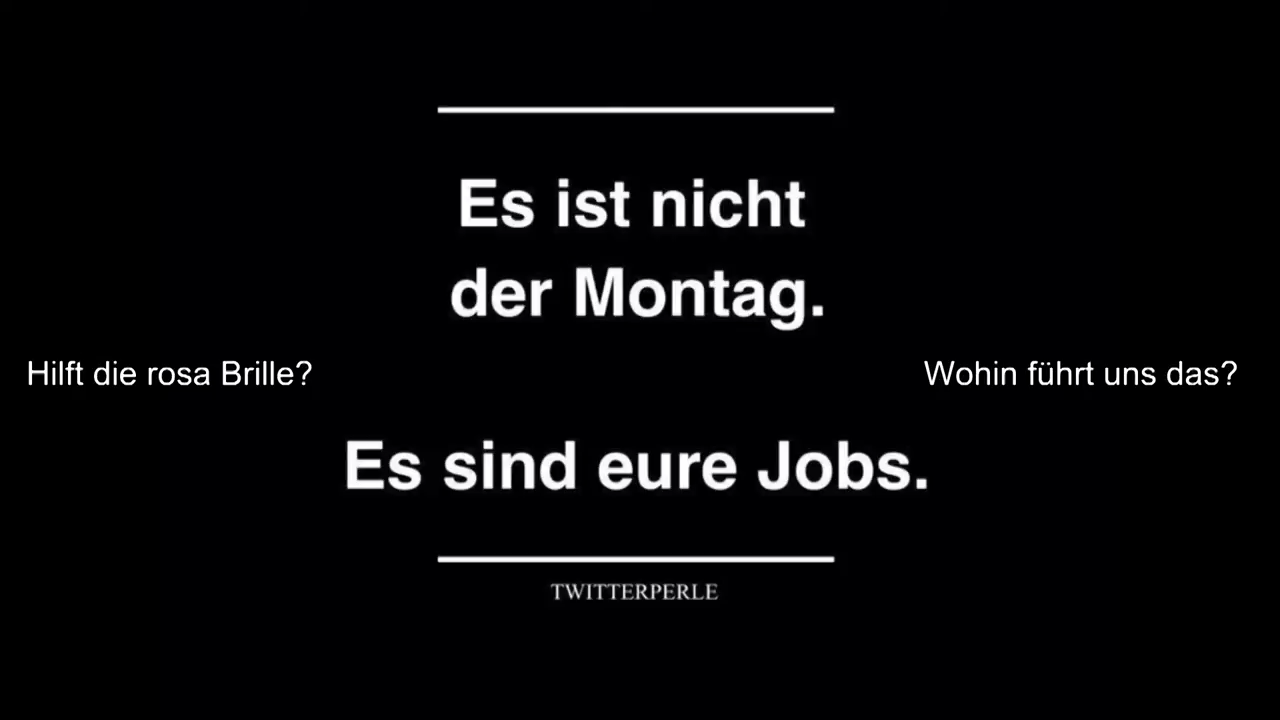 Es ist nicht
der Montag.
Hilft die rosa Brille?
Wohin führt uns das?
Es sind eure Jobs.
TWITTERPERLE